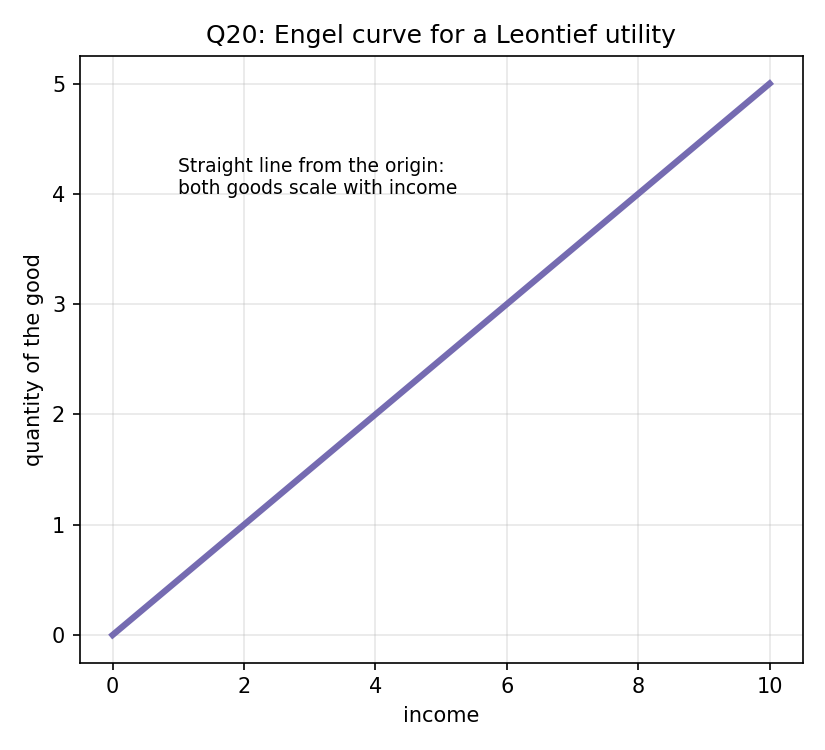 Q20: Engel curve for a Leontief utility
5
Straight line from the origin:
both goods scale with income
4
3
2
1
0
quantity of the good
0 2 4 6 8 10
income